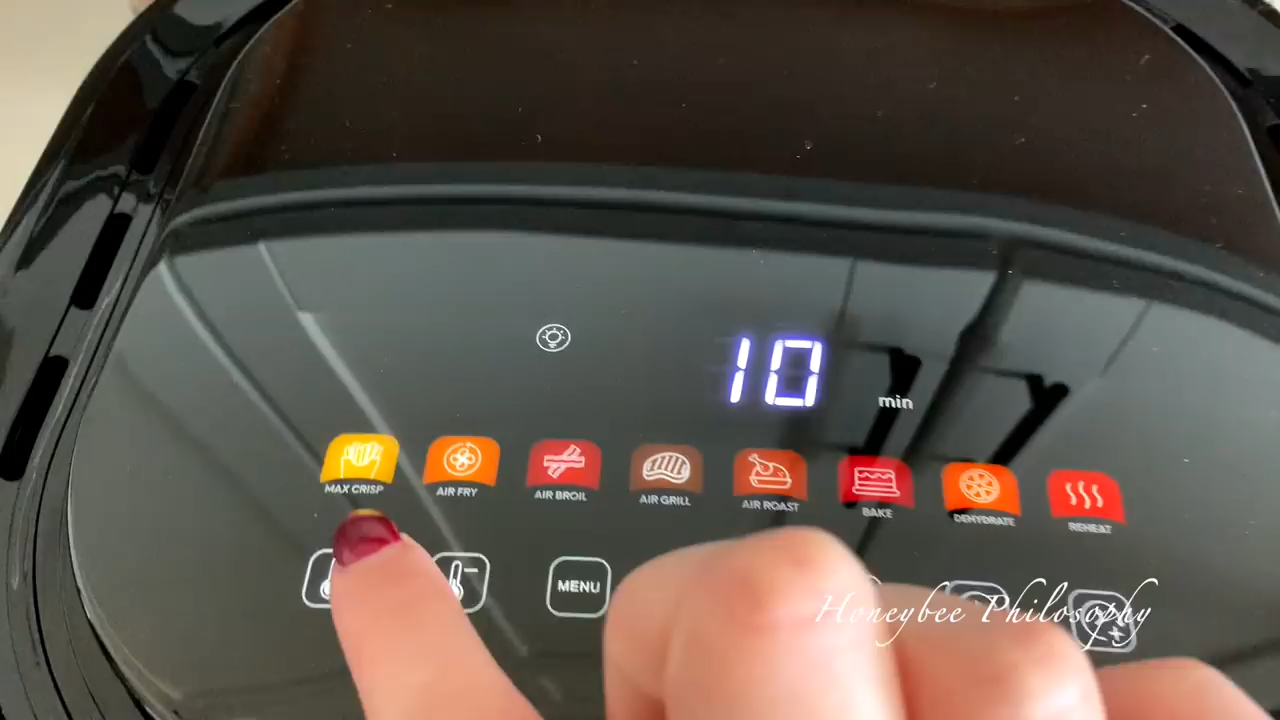 10
min
MAX CRISP
AIR FRY
AIR BROIL
AIR GRILL
AIR ROAST
BAKE
DEHYDRATE
REHEAT
MENU
Honeybee Philosophy